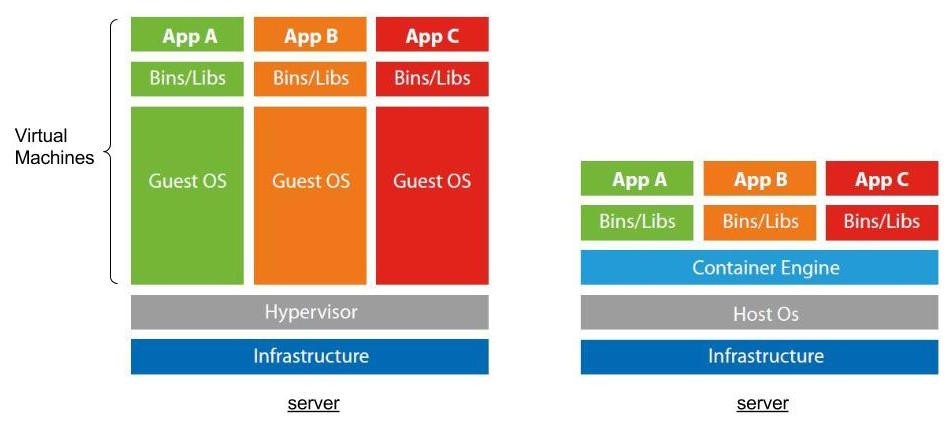 App A App B App C
Bins/Libs Bins/Libs Bins/Libs
Virtual
Machines
Guest OS Guest OS Guest OS
Hypervisor
Infrastructure
server
App A App B App C
Bins/Libs Bins/Libs Bins/Libs
Container Engine
Host Os
Infrastructure
server